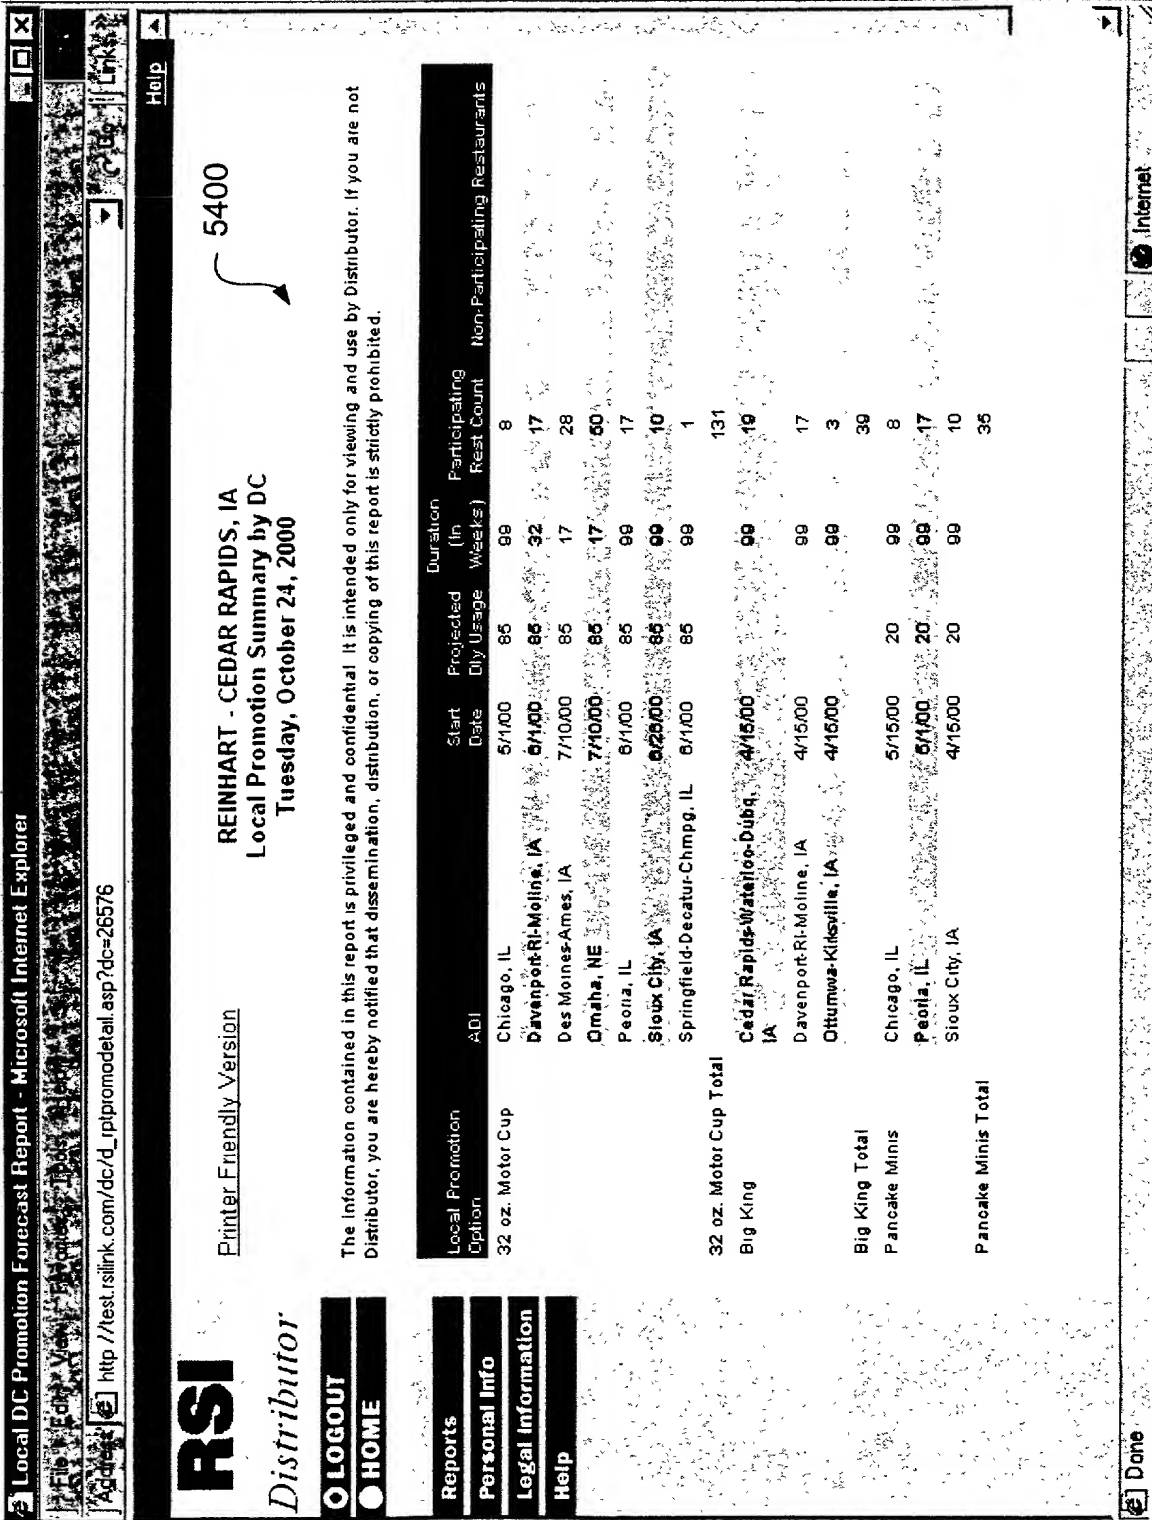 Local DC Promotion Forecast Report - Microsoft Internet Explorer
File Edit View Favorites Tools
Address http://test.rsilink.com/dc/d_rptpromodetail.asp?dc=26576 Go Links »
Help
RSI
Distributor
LOGOUT
HOME
Reports
Personal Info
Legal Information
Help
Printer Friendly Version
REINHART - CEDAR RAPIDS, IA
Local Promotion Summary by DC
Tuesday, October 24, 2000
5400
The information contained in this report is privileged and confidential It is intended only for viewing and use by Distributor. If you are not
Distributor, you are hereby notified that dissemination, distribution, or copying of this report is strictly prohibited.
Local Promotion Option ADI Start Date Projected Dly Usage Duration (In Weeks) Participating Rest Count Non-Participating Restaurants
32 oz. Motor Cup Chicago, IL 5/1/00 85 99 8
Davenport-RI-Moline, IA 6/1/00 85 32 17
Des Moines-Ames, IA 7/10/00 85 17 28
Omaha, NE 7/10/00 85 17 50
Peoria, IL 6/1/00 85 99 17
Sioux City, IA 6/26/00 85 99 10
Springfield-Decatur-Chmpg, IL 6/1/00 85 99 1
32 oz. Motor Cup Total 131
Big King Cedar Rapids-Waterloo-Dubq, 4/15/00 99 19
IA
Davenport-RI-Moline, IA 4/15/00 99 17
Ottumwa-Kirksville, IA 4/15/00 99 3
Big King Total 39
Pancake Minis Chicago, IL 5/15/00 20 99 8
Peoria, IL 5/1/00 20 99 17
Sioux City, IA 4/15/00 20 99 10
Pancake Minis Total 35
Done Internet